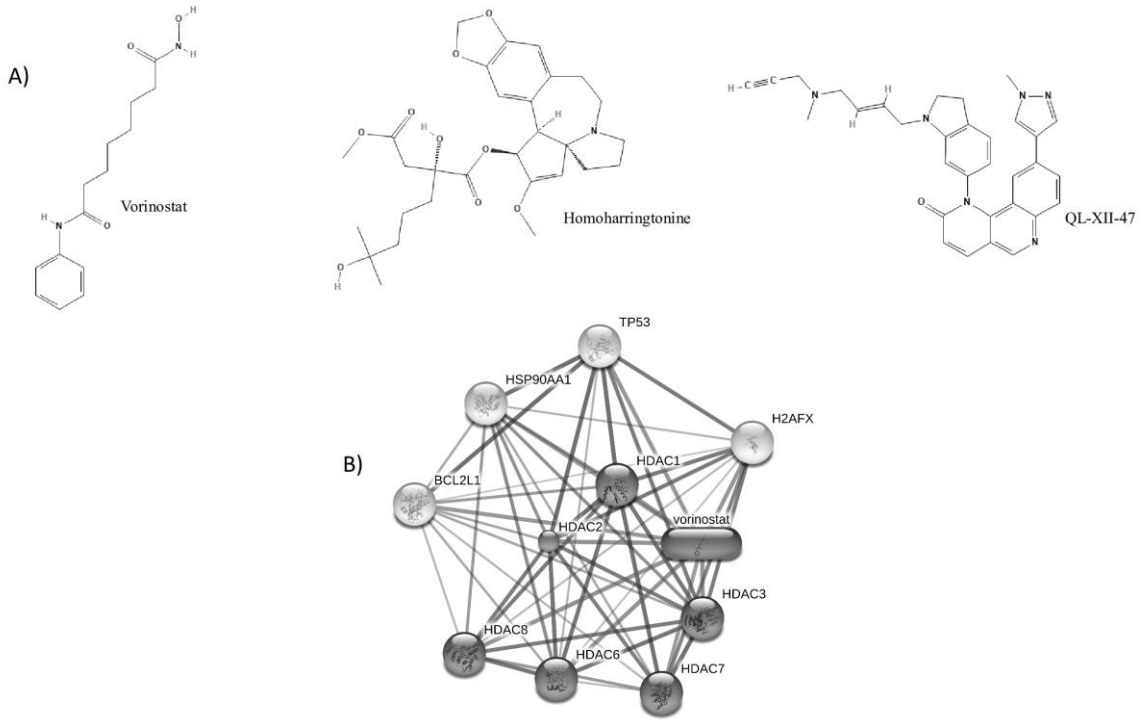 A)
Vorinostat
Homoharringtonine
QL-XII-47
B)
TP53
HSP90AA1
H2AFX
HDAC1
BCL2L1
vorinostat
HDAC2
HDAC3
HDAC8
HDAC6
HDAC7